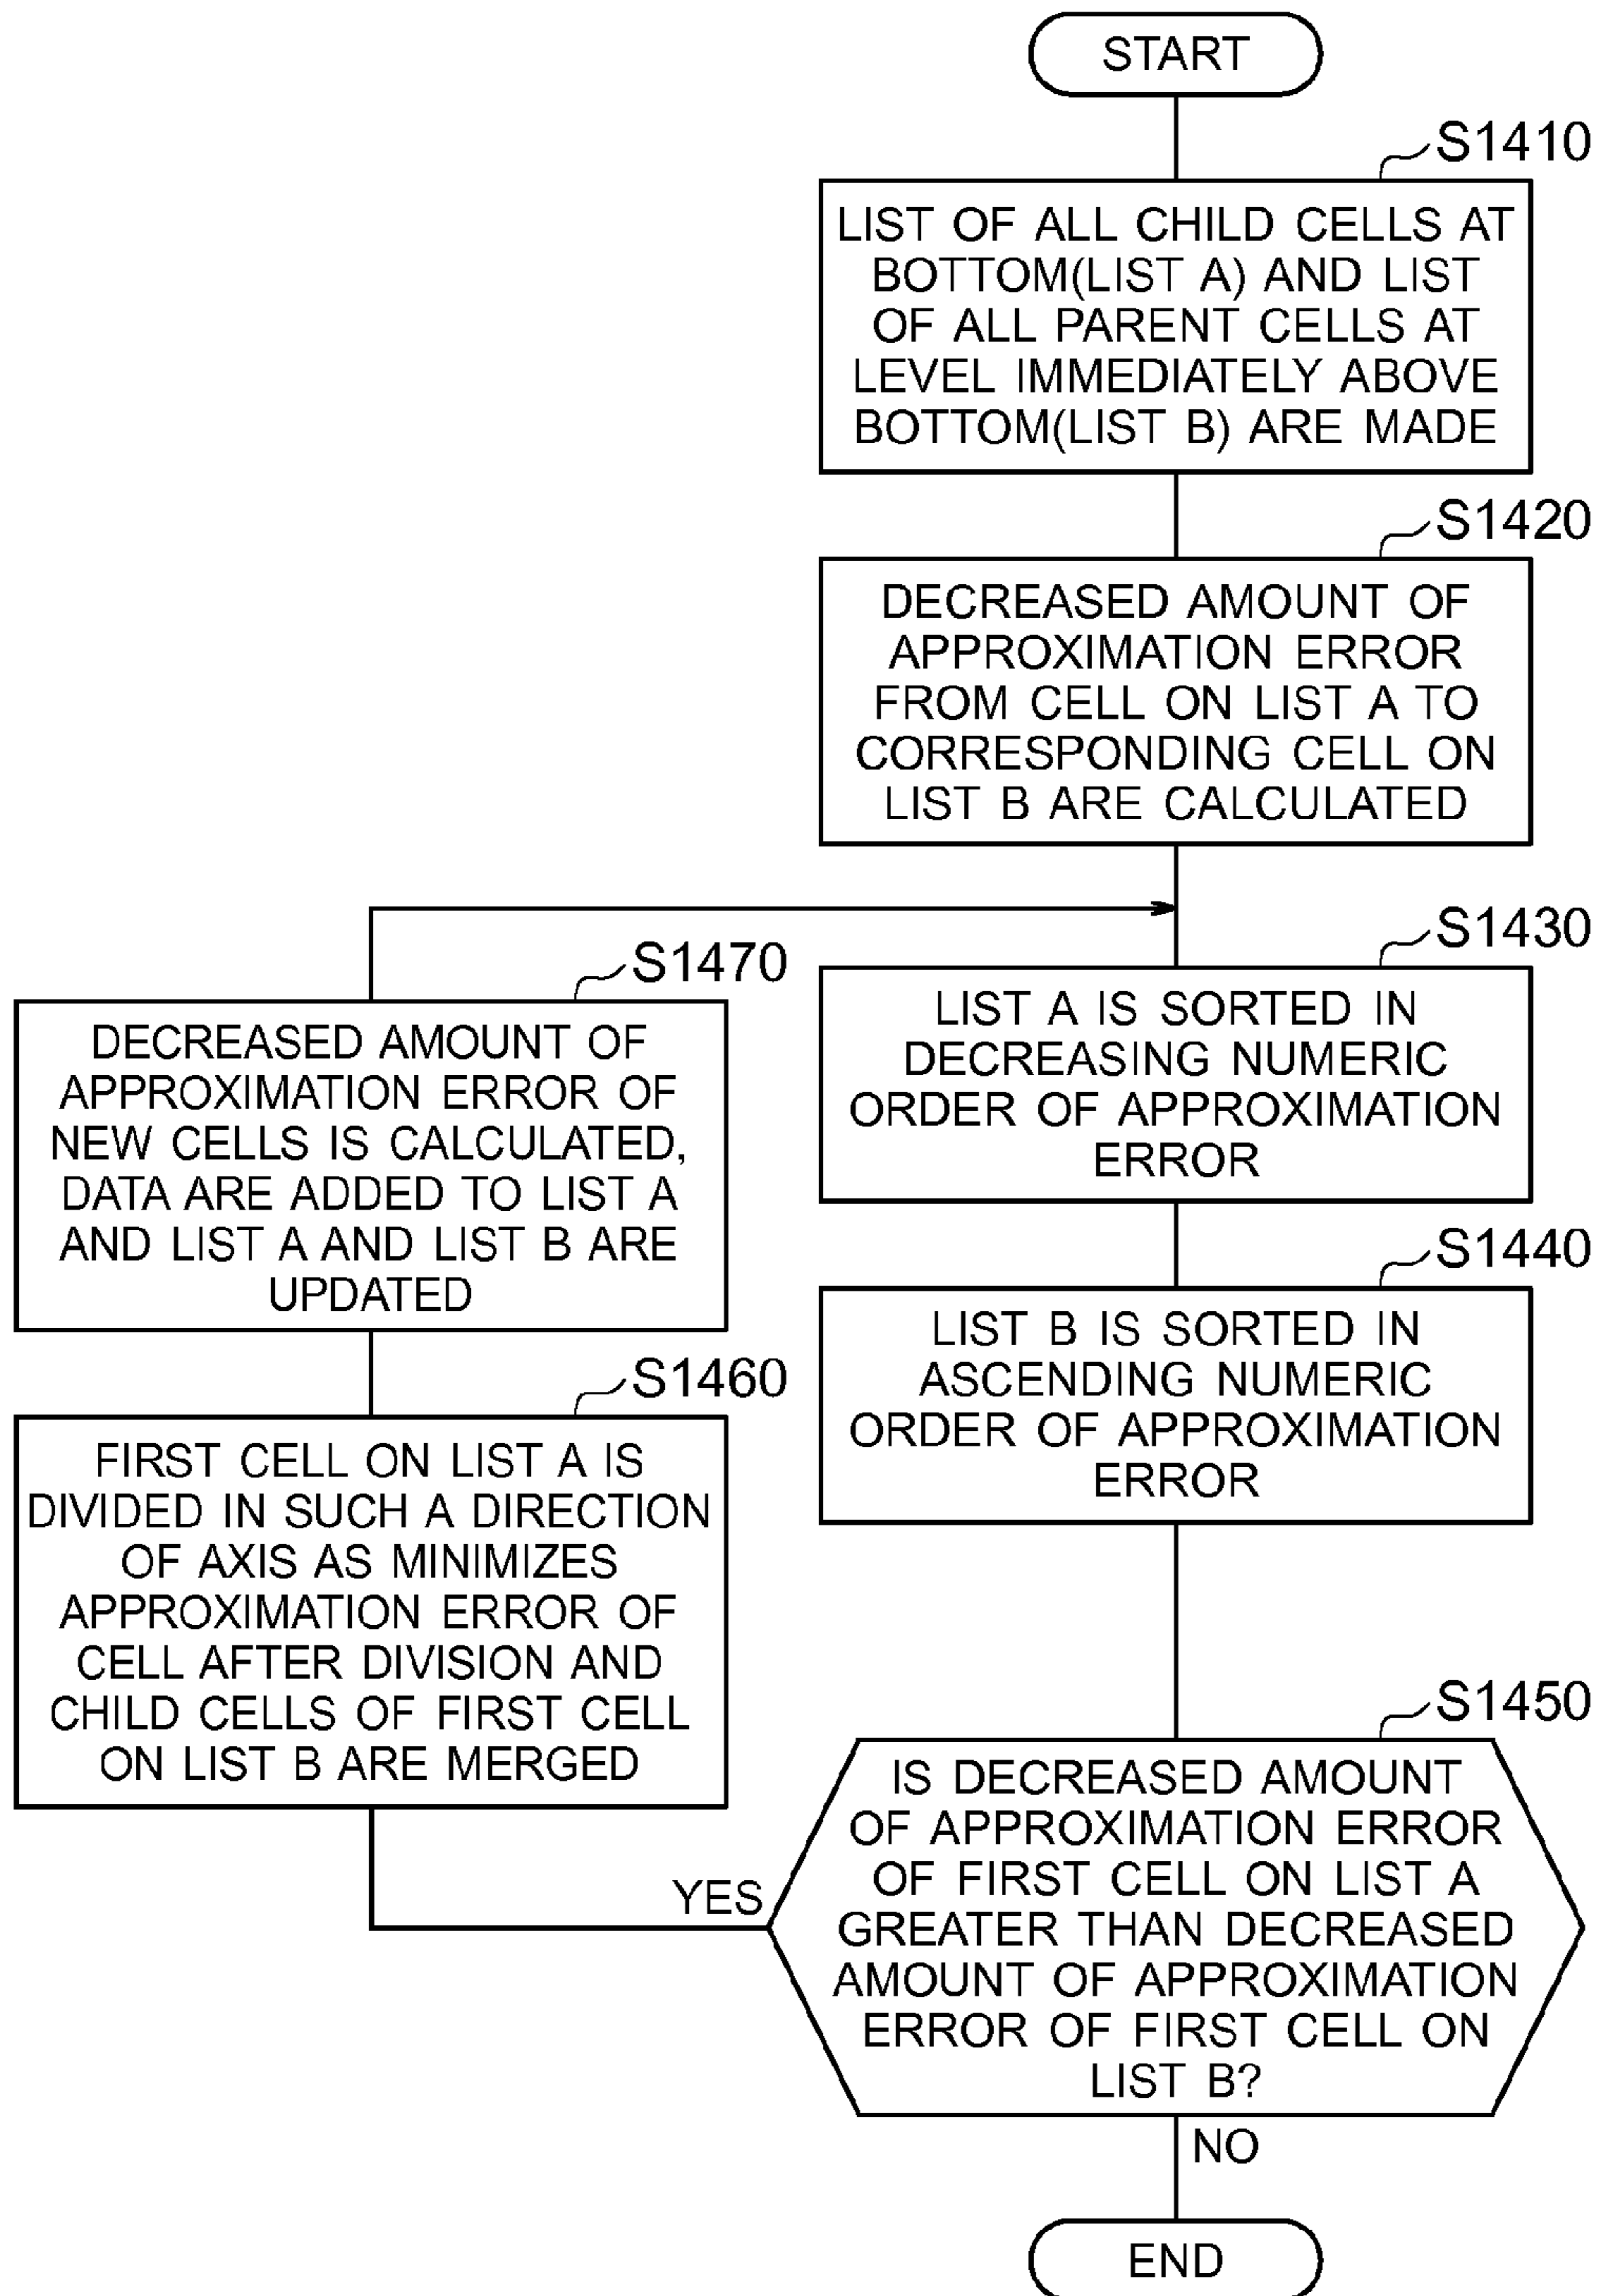 START
S1410
LIST OF ALL CHILD CELLS AT
BOTTOM(LIST A) AND LIST
OF ALL PARENT CELLS AT
LEVEL IMMEDIATELY ABOVE
BOTTOM(LIST B) ARE MADE
S1420
DECREASED AMOUNT OF
APPROXIMATION ERROR
FROM CELL ON LIST A TO
CORRESPONDING CELL ON
LIST B ARE CALCULATED
S1430
LIST A IS SORTED IN
DECREASING NUMERIC
ORDER OF APPROXIMATION
ERROR
S1440
LIST B IS SORTED IN
ASCENDING NUMERIC
ORDER OF APPROXIMATION
ERROR
S1450
IS DECREASED AMOUNT
OF APPROXIMATION ERROR
OF FIRST CELL ON LIST A
GREATER THAN DECREASED
AMOUNT OF APPROXIMATION
ERROR OF FIRST CELL ON
LIST B?
YES
S1460
FIRST CELL ON LIST A IS
DIVIDED IN SUCH A DIRECTION
OF AXIS AS MINIMIZES
APPROXIMATION ERROR OF
CELL AFTER DIVISION AND
CHILD CELLS OF FIRST CELL
ON LIST B ARE MERGED
S1470
DECREASED AMOUNT OF
APPROXIMATION ERROR OF
NEW CELLS IS CALCULATED,
DATA ARE ADDED TO LIST A
AND LIST A AND LIST B ARE
UPDATED
NO
END